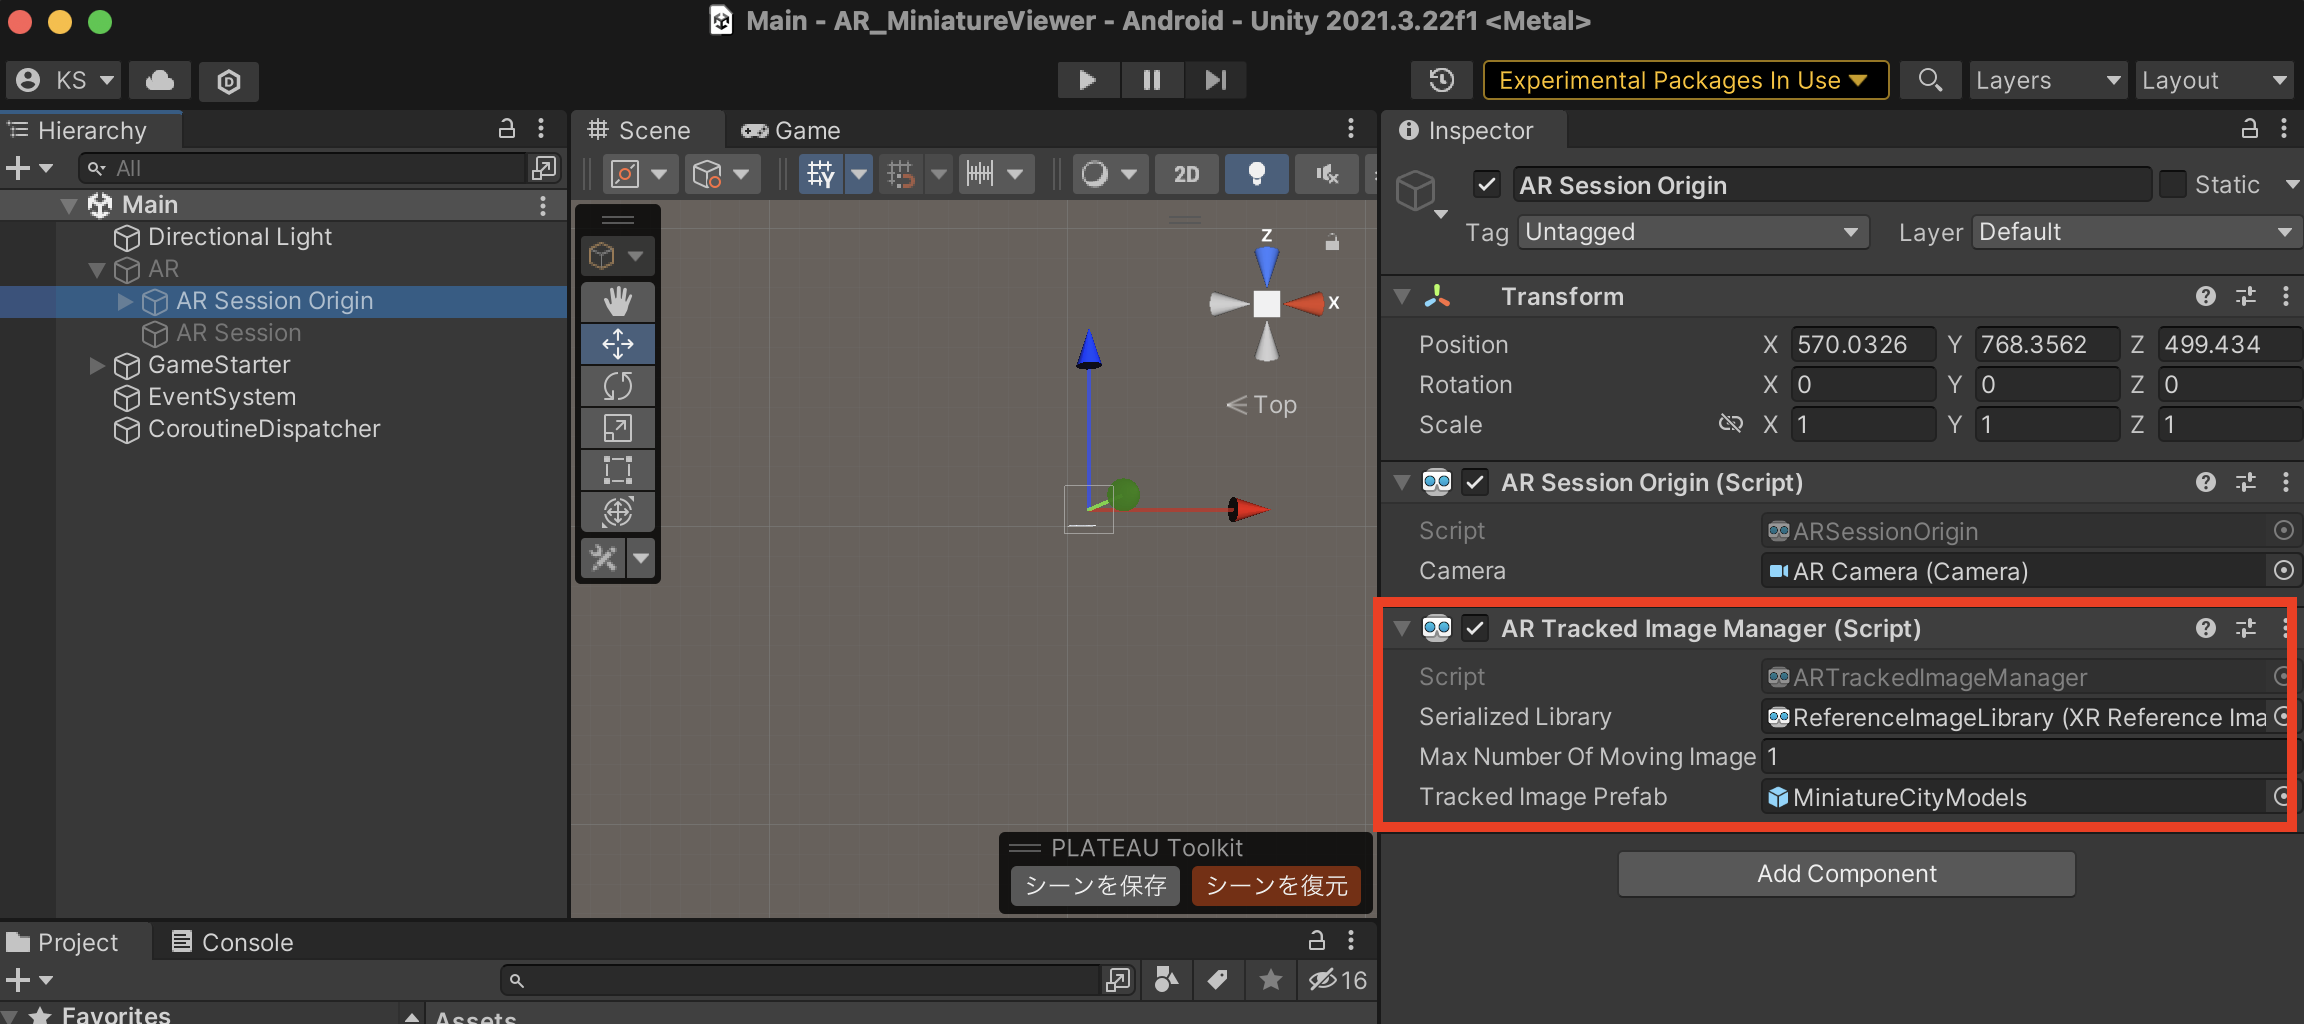 Main - AR_MiniatureViewer - Android - Unity 2021.3.22f1 <Metal>
KS
Experimental Packages In Use
Layers
Layout
Hierarchy
All
Main
Directional Light
AR
AR Session Origin
AR Session
GameStarter
EventSystem
CoroutineDispatcher
Scene
Game
2D
z
x
Top
PLATEAU Toolkit
シーンを保存
シーンを復元
Inspector
AR Session Origin
Static
Tag Untagged
Layer Default
Transform
Position X 570.0326 Y 768.3562 Z 499.434
Rotation X 0 Y 0 Z 0
Scale X 1 Y 1 Z 1
AR Session Origin (Script)
Script ARSessionOrigin
Camera AR Camera (Camera)
AR Tracked Image Manager (Script)
Script ARTrackedImageManager
Serialized Library ReferenceImageLibrary (XR Reference Ima
Max Number Of Moving Image 1
Tracked Image Prefab MiniatureCityModels
Add Component
Project
Console
16
Favorites
Assets